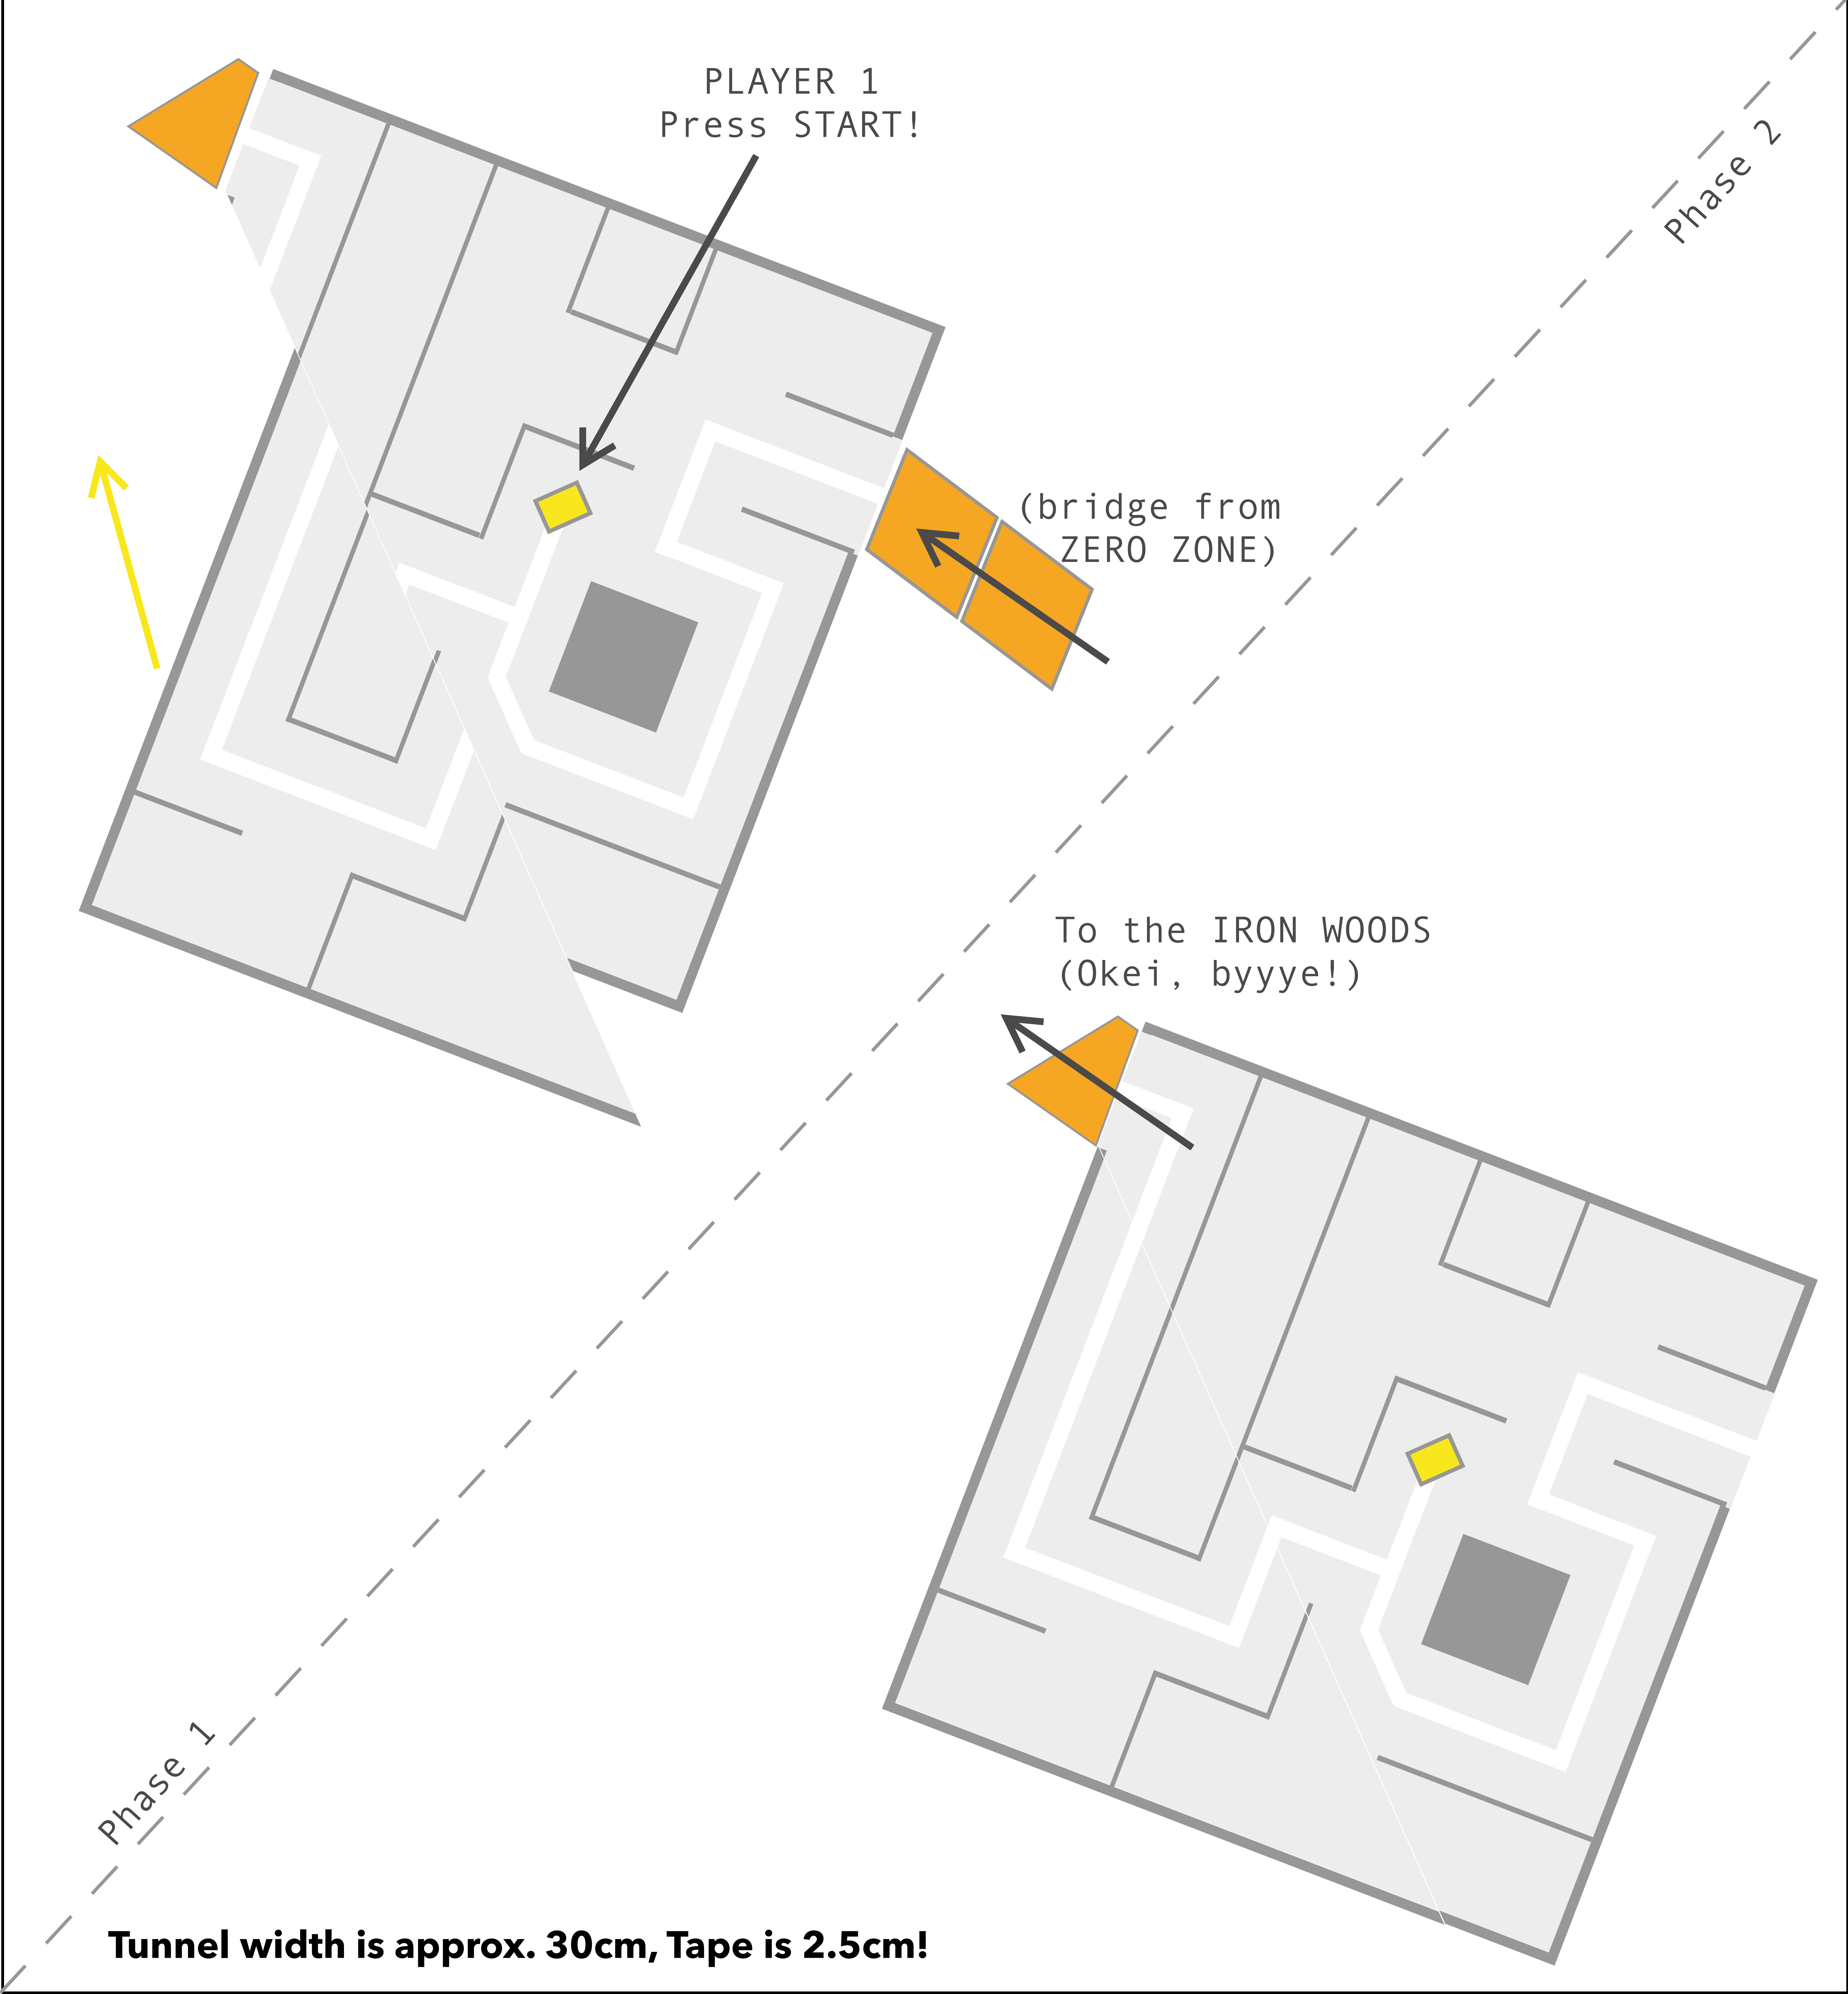 PLAYER 1
Press START!
Phase 2
(bridge from
ZERO ZONE)
To the IRON WOODS
(Okei, byyye!)
Phase 1
Tunnel width is approx. 30cm, Tape is 2.5cm!